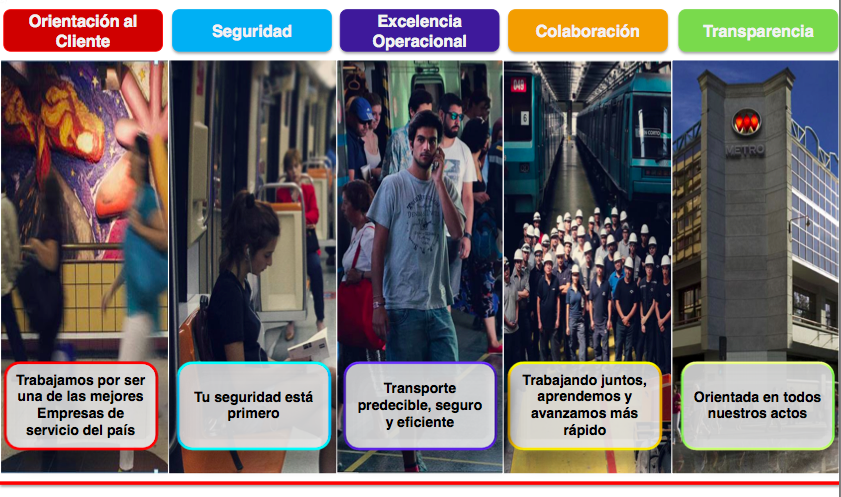 Orientación al
Cliente
Seguridad
Excelencia
Operacional
Colaboración
Transparencia
049
6
METRO
Trabajamos por ser
una de las mejores
Empresas de
servicio del país
Tu seguridad está
primero
Transporte
predecible, seguro
y eficiente
Trabajando juntos,
aprendemos y
avanzamos más
rápido
Orientada en todos
nuestros actos